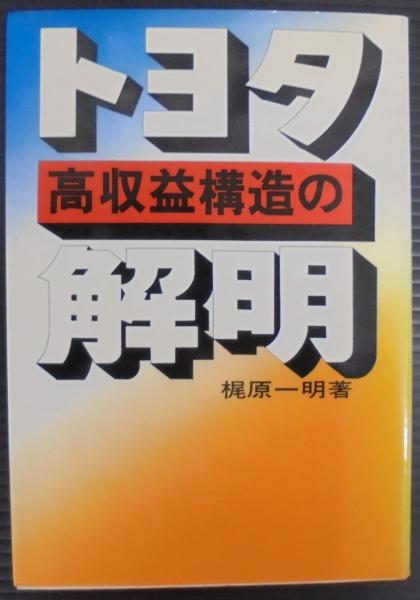 トヨタ
高収益構造の
解明
梶原一明著